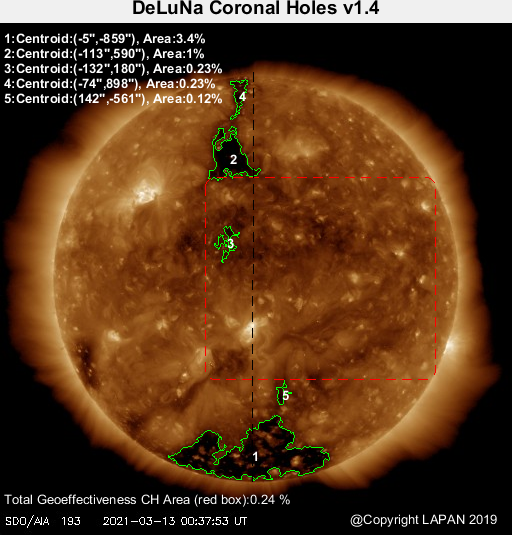 DeLuNa Coronal Holes v1.4
1:Centroid:(-5",-859"), Area:3.4%
2:Centroid:(-113",590"), Area:1%
3:Centroid:(-132",180"), Area:0.23%
4:Centroid:(-74",898"), Area:0.23%
5:Centroid:(142",-561"), Area:0.12%
4
2
3
5
1
Total Geoeffectiveness CH Area (red box):0.24 %
SDO/AIA 193 2021-03-13 00:37:53 UT
@Copyright LAPAN 2019